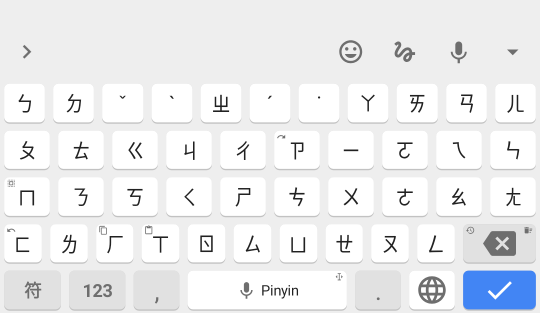 ㄅ ㄉ ˇ ˋ ㄓ ˊ ˙ ㄚ ㄞ ㄢ ㄦ
ㄆ ㄊ ㄍ ㄐ ㄔ ㄗ ㄧ ㄛ ㄟ ㄣ
ㄇ ㄋ ㄎ ㄑ ㄕ ㄘ ㄨ ㄜ ㄠ ㄤ
ㄈ ㄌ ㄏ ㄒ ㄖ ㄙ ㄩ ㄝ ㄡ ㄥ
符 123 , Pinyin .